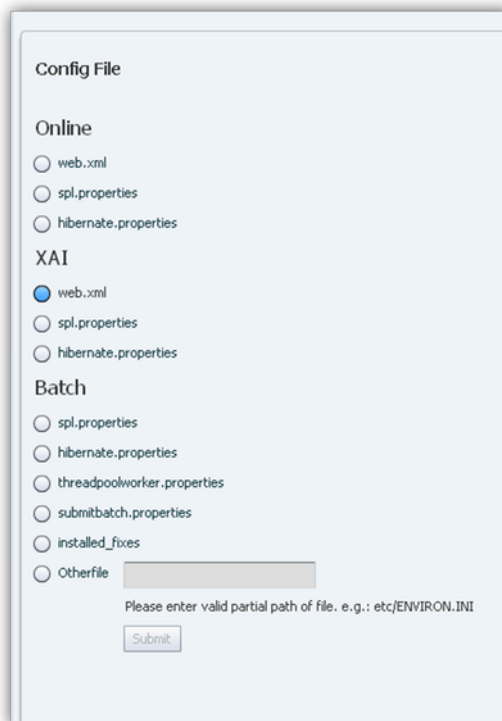 Config File
Online
web.xml
spl.properties
hibernate.properties
XAI
web.xml
spl.properties
hibernate.properties
Batch
spl.properties
hibernate.properties
threadpoolworker.properties
submitbatch.properties
installed_fixes
Otherfile
Please enter valid partial path of file. e.g.: etc/ENVIRON.INI
Submit